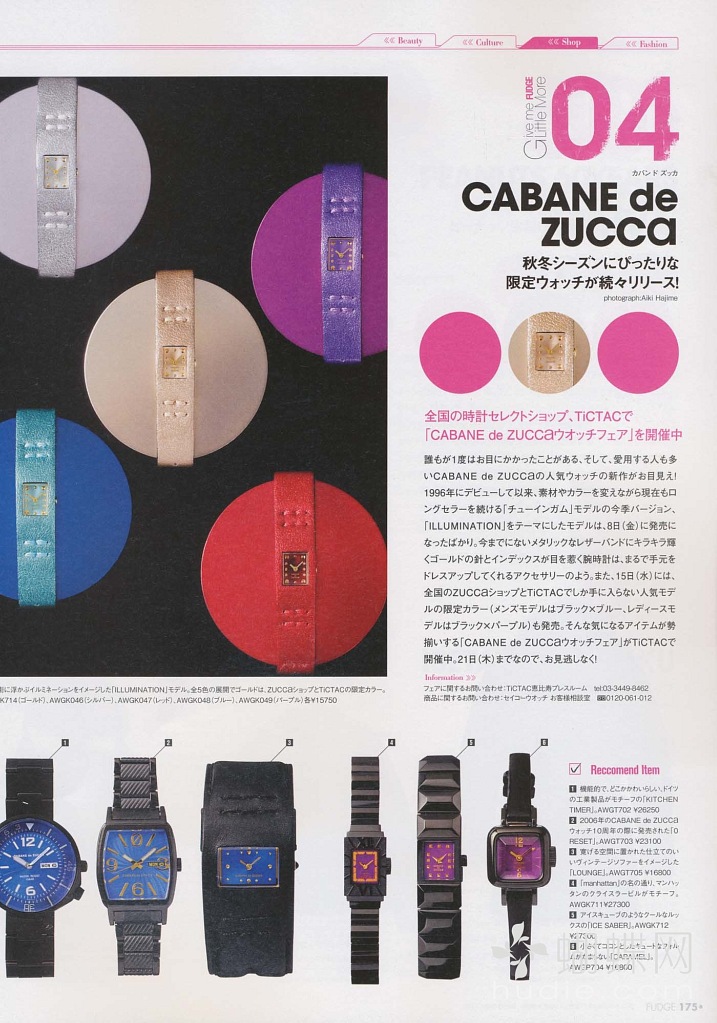 《 Beauty
《 Culture
《 Shop
《 Fashion
Give me FUDGE
Little More
04
カバンド ズッカ
CABANE de
ZUCCa
秋冬シーズンにぴったりな
限定ウォッチが続々リリース!
photograph:Aiki Hajime
全国の時計セレクトショップ、TiCTACで
「CABANE de ZUCCaウオッチフェア」を開催中
誰もが1度はお目にかかったことがある、そして、愛用する人も多
いCABANE de ZUCCaの人気ウォッチの新作がお目見え!
1996年にデビューして以来、素材やカラーを変えながら現在もロ
ングセラーを続ける「チューインガム」モデルの今季バージョン、
「ILLUMINATION」をテーマにしたモデルは、8日(金)に発売に
なったばかり。今までにないメタリックなレザーバンドにキラキラ輝
くゴールドの針とインデックスが目を惹く腕時計は、まるで手元を
ドレスアップしてくれるアクセサリーのよう。また、15日(水)には、
全国のZUCCaショップとTiCTACでしか手に入らない人気モデ
ルの限定カラー(メンズモデルはブラック×ブルー、レディースモ
デルはブラック×パープル)も発売。そんな気になるアイテムが勢
揃いする「CABANE de ZUCCaウオッチフェア」がTiCTACで
開催中。21日(木)までなので、お見逃しなく!
Information 》
フェアに関するお問い合わせ:TiCTAC恵比寿プレスルーム tel:03-3449-8462
商品に関するお問い合わせ:セイコーウオッチ お客様相談室 0120-061-012
に浮かぶイルミネーションをイメージした「ILLUMINATION」モデル。全5色の展開でゴールドは、ZUCCaショップとTiCTACの限定カラー。
K714(ゴールド)、AWGK046(シルバー)、AWGK047(レッド)、AWGK048(ブルー)、AWGK049(パープル)各¥15750
1
2
3
4
5
6
Reccomend Item
1 機能的で、どこかかわいらしい、ドイツ
の工業製品がモチーフの「KITCHEN
TIMER」。AWGT702 ¥26250
2 2006年のCABANE de ZUCCa
ウォッチ10周年の際に発売された「0
RESET」。AWGT703 ¥23100
3 寛げる空間に置かれた仕立てのい
いヴィンテージソファーをイメージした
「LOUNGE」。AWGT705 ¥16800
4 「manhattan」の名の通り、マンハッ
タンのクライスラービルがモチーフ。
AWGK711¥27300
5 アイスキューブのようなクールなルッ
クスの「ICE SABER」。AWGK712
¥27300
6 小さくてコロンとしたキュートなフォル
「CARAMEL」。
AWGP704 ¥16800
蝴蝶网
FUDGE 175